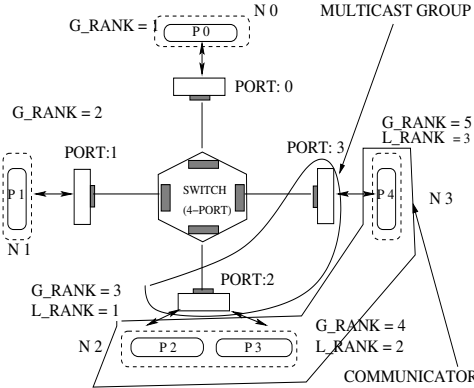 N 0
MULTICAST GROUP
G_RANK = 1
P 0
PORT: 0
G_RANK = 2
G_RANK = 5
L_RANK = 3
PORT:1
PORT: 3
P 1
SWITCH
(4-PORT)
P 4
N 3
N 1
PORT:2
G_RANK = 3
L_RANK = 1
G_RANK = 4
L_RANK = 2
N 2
P 2
P 3
COMMUNICATOR